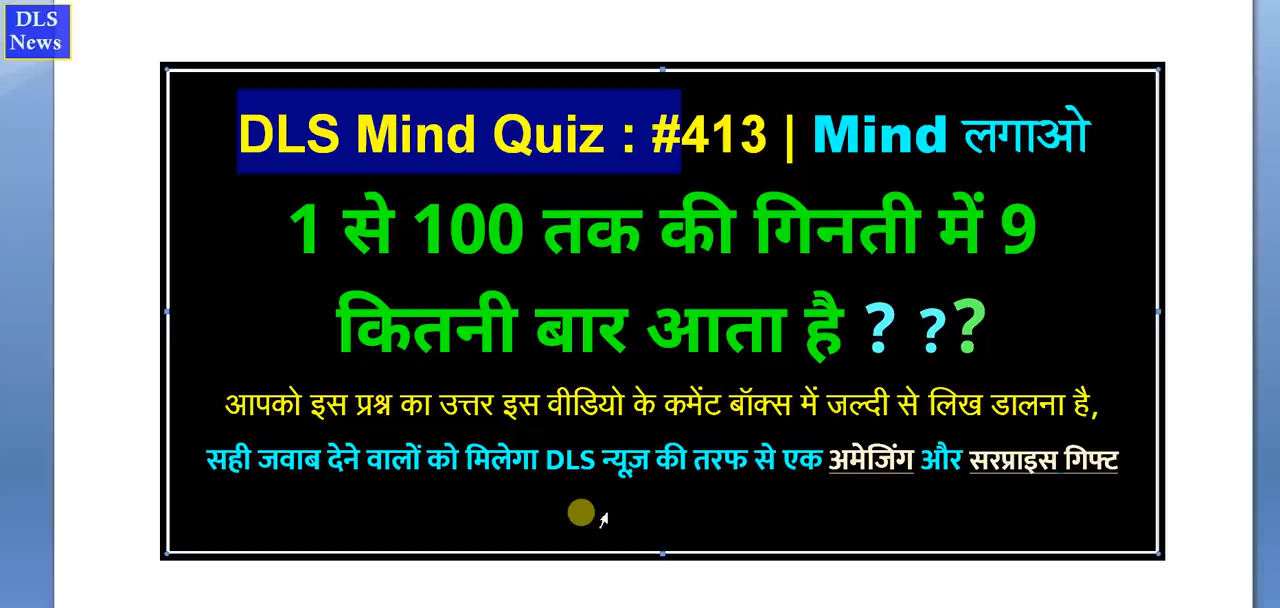 DLS
News
DLS Mind Quiz : #413 | Mind लगाओ
1 से 100 तक की गिनती में 9
कितनी बार आता है ? ??
आपको इस प्रश्न का उत्तर इस वीडियो के कमेंट बॉक्स में जल्दी से लिख डालना है,
सही जवाब देने वालों को मिलेगा DLS न्यूज़ की तरफ से एक अमेजिंग और सरप्राइस गिफ्ट